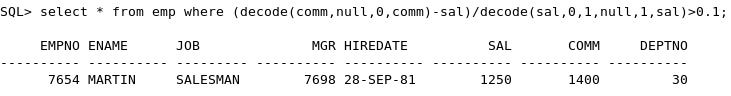 SQL> select * from emp where (decode(comm,null,0,comm)-sal)/decode(sal,0,1,null,1,sal)>0.1;
     EMPNO ENAME      JOB              MGR HIREDATE          SAL       COMM     DEPTNO
---------- ---------- --------- ---------- --------- ---------- ---------- ----------
      7654 MARTIN     SALESMAN        7698 28-SEP-81       1250       1400         30